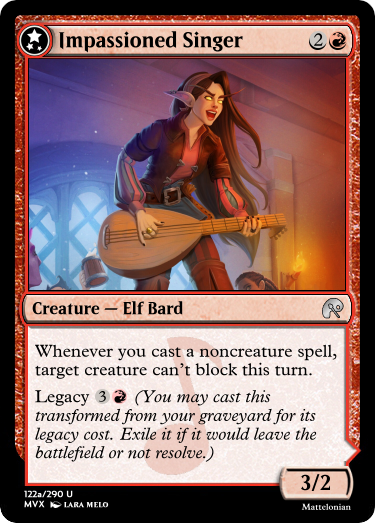 Impassioned Singer 2
Creature — Elf Bard
Whenever you cast a noncreature spell,
target creature can't block this turn.
Legacy 3 (You may cast this
transformed from your graveyard for its
legacy cost. Exile it if it would leave the
battlefield or not resolve.)
3/2
122a/290 U
MVX LARA MELO
Mattelonian